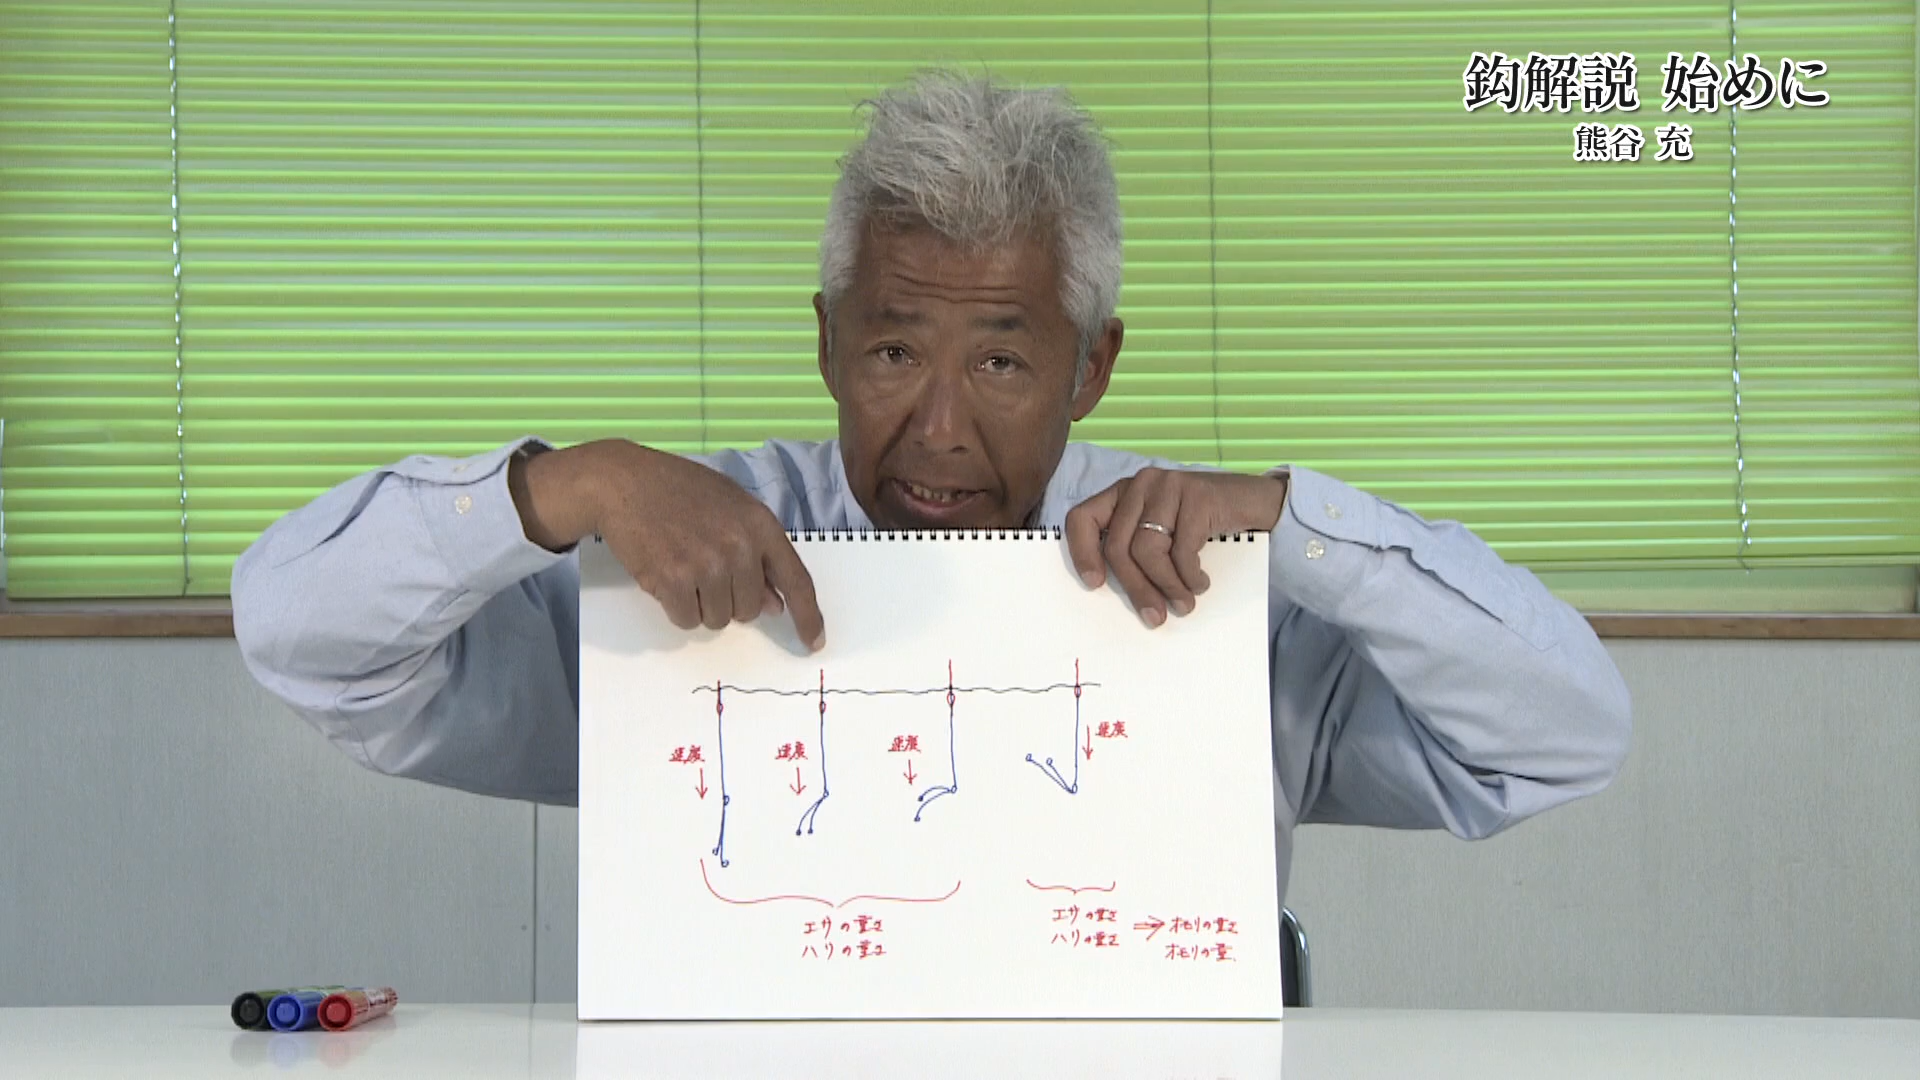 鈎解説 始めに
熊谷 充
速度
速度
速度
速度
エサの重さ
ハリの重さ
エサの重さ
ハリの重さ
⇒ オモリの重さ
オモリの量